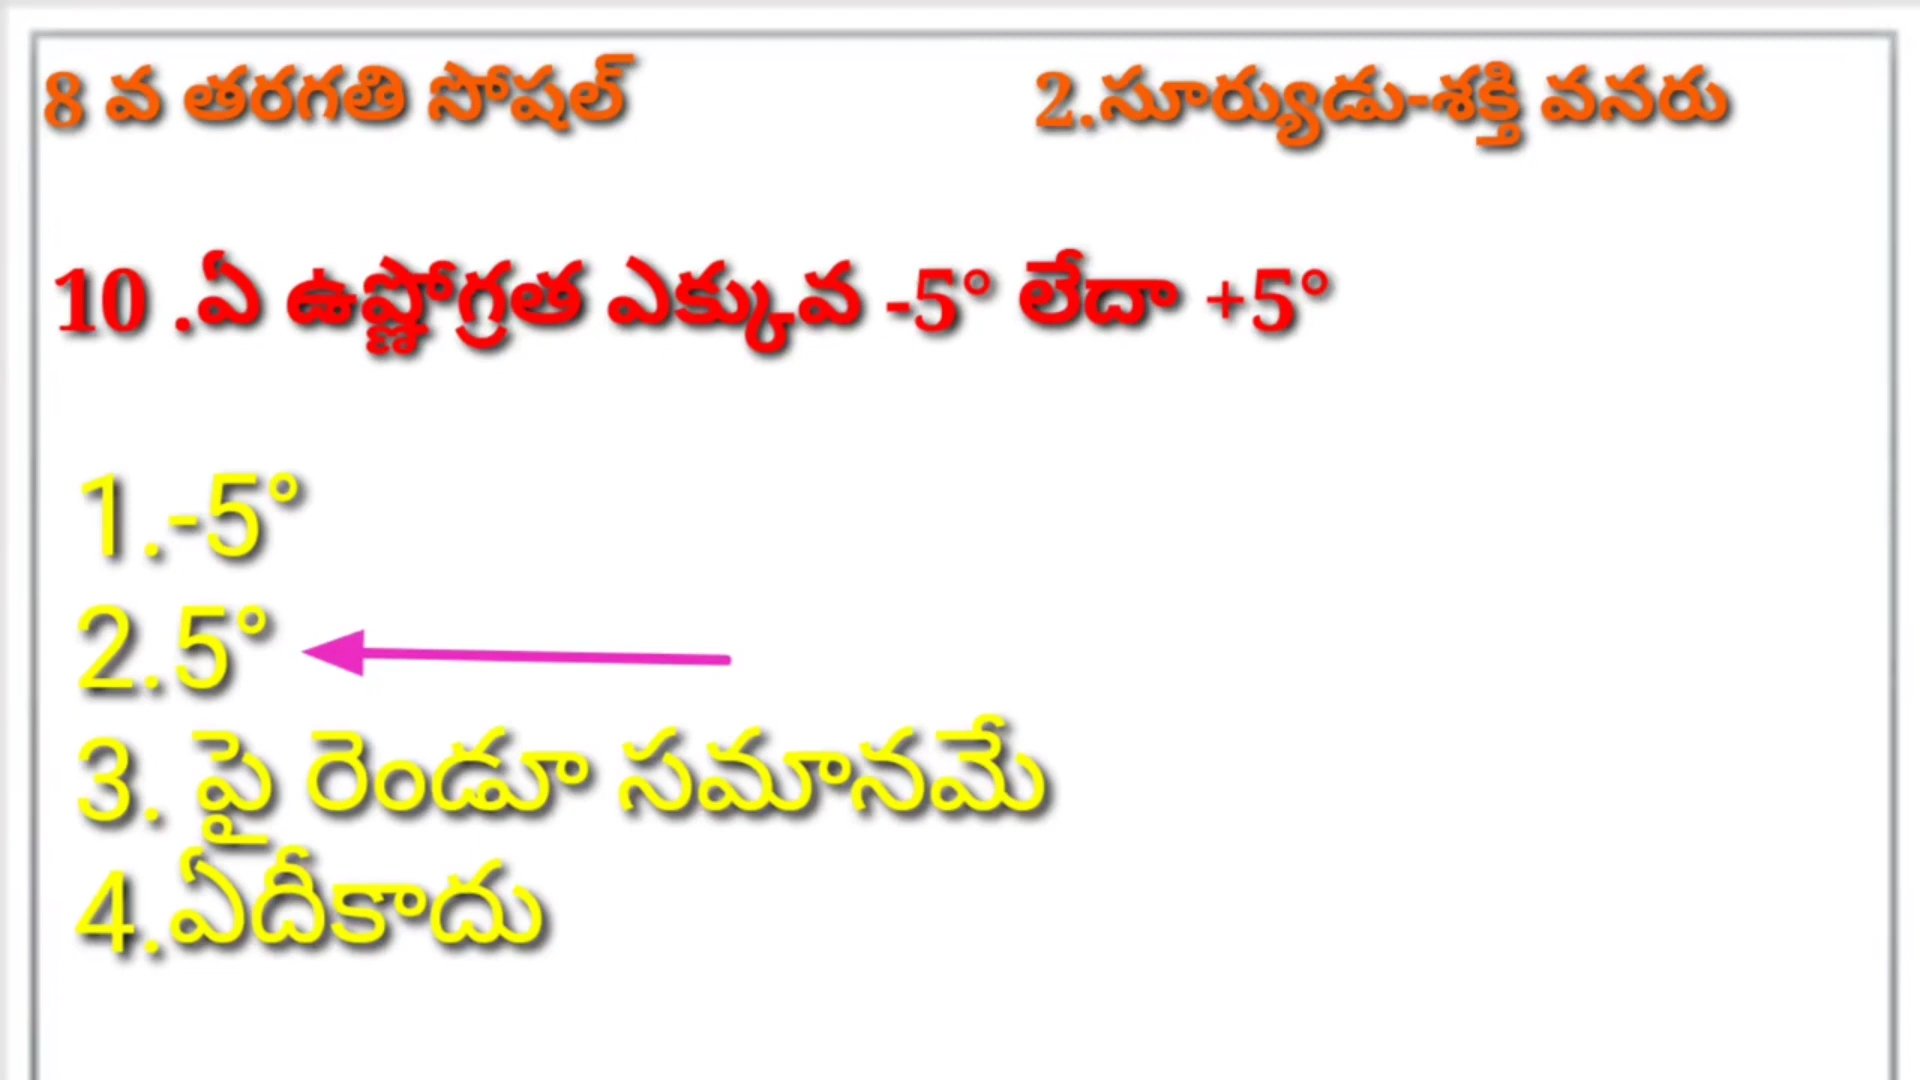 8 వ తరగతి సోషల్ 2.సూర్యుడు-శక్తి వనరు
10 .ఏ ఉష్ణోగ్రత ఎక్కువ -5° లేదా +5°
1.-5°
2.5°
3. పై రెండూ సమానమే
4.ఏదీకాదు